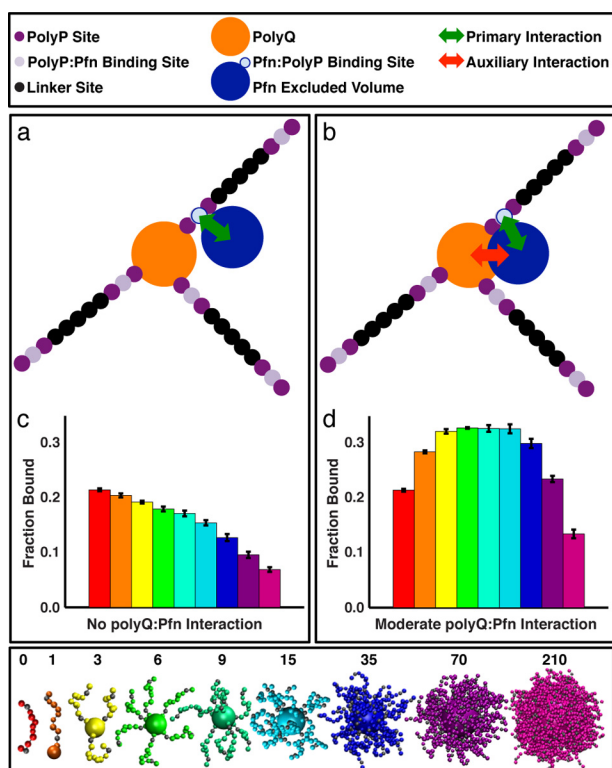 PolyP Site PolyQ Primary Interaction
PolyP:Pfn Binding Site Pfn:PolyP Binding Site Auxiliary Interaction
Linker Site Pfn Excluded Volume
a b
c d
Fraction Bound
0.3
0.2
0.1
0.0
No polyQ:Pfn Interaction
Fraction Bound
0.3
0.2
0.1
0.0
Moderate polyQ:Pfn Interaction
0 1 3 6 9 15 35 70 210